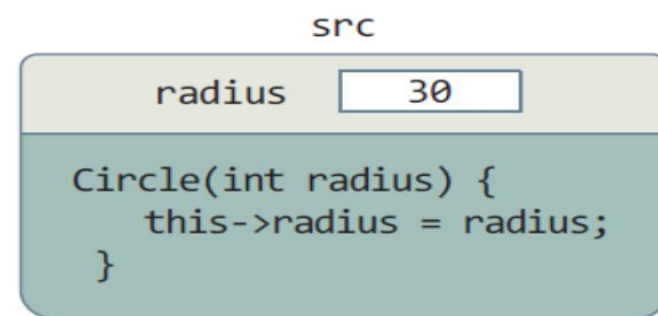 src
radius 30
Circle(int radius) {
this->radius = radius;
}